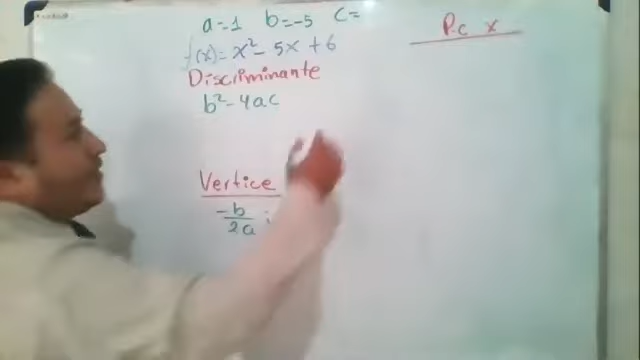 a=1 b=-5 c=
f(x)= x² - 5x + 6
Discriminante
b² - 4ac
Vertice
-b/2a ;
P.c x